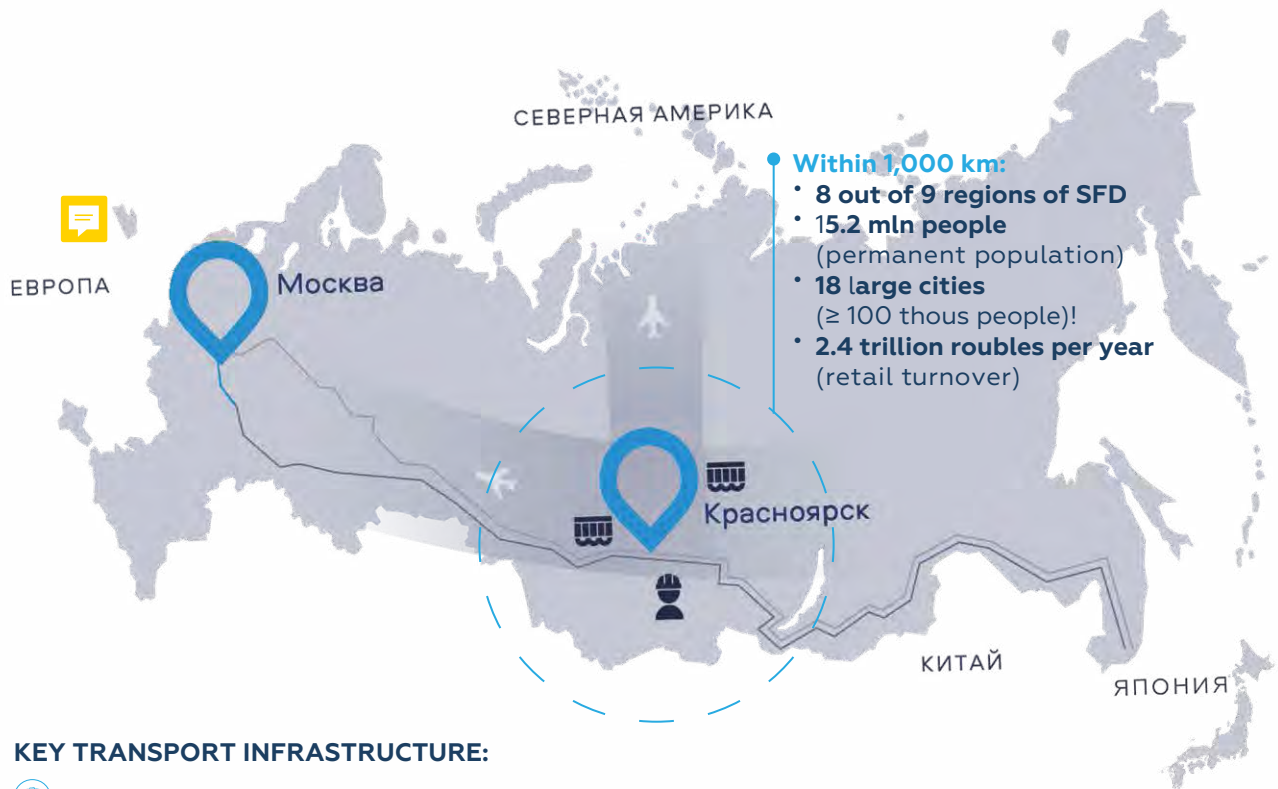 СЕВЕРНАЯ АМЕРИКА
Within 1,000 km:
• 8 out of 9 regions of SFD
• 15.2 mln people
(permanent population)
• 18 large cities
(≥ 100 thous people)!
• 2.4 trillion roubles per year
(retail turnover)
ЕВРОПА
Москва
Красноярск
КИТАЙ
ЯПОНИЯ
KEY TRANSPORT INFRASTRUCTURE: